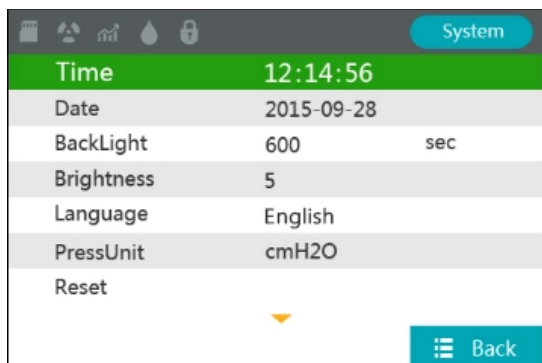 System
Time 12:14:56
Date 2015-09-28
BackLight 600 sec
Brightness 5
Language English
PressUnit cmH2O
Reset
Back